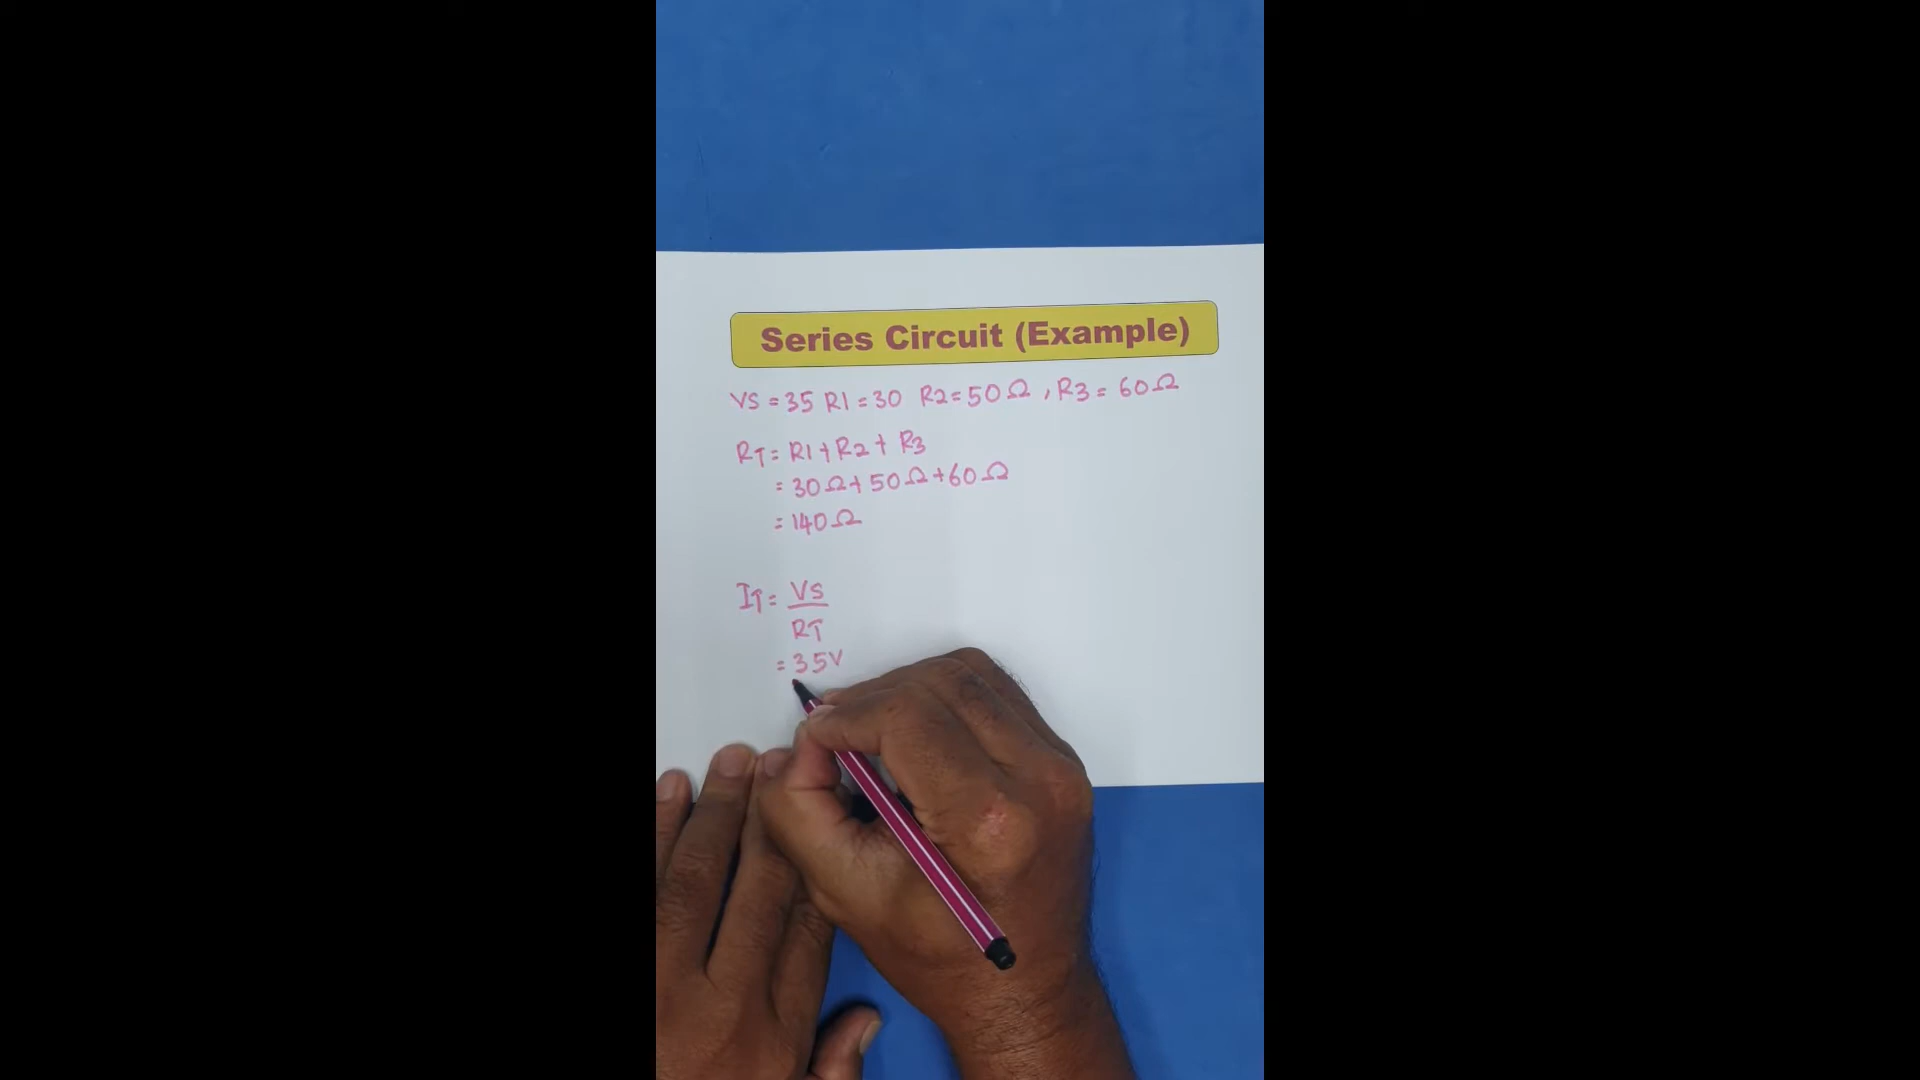 Series Circuit (Example)
VS = 35 R1 = 30 R2 = 50Ω, R3 = 60Ω
RT = R1 + R2 + R3
= 30Ω + 50Ω + 60Ω
= 140Ω
IT = VS
RT
= 35V